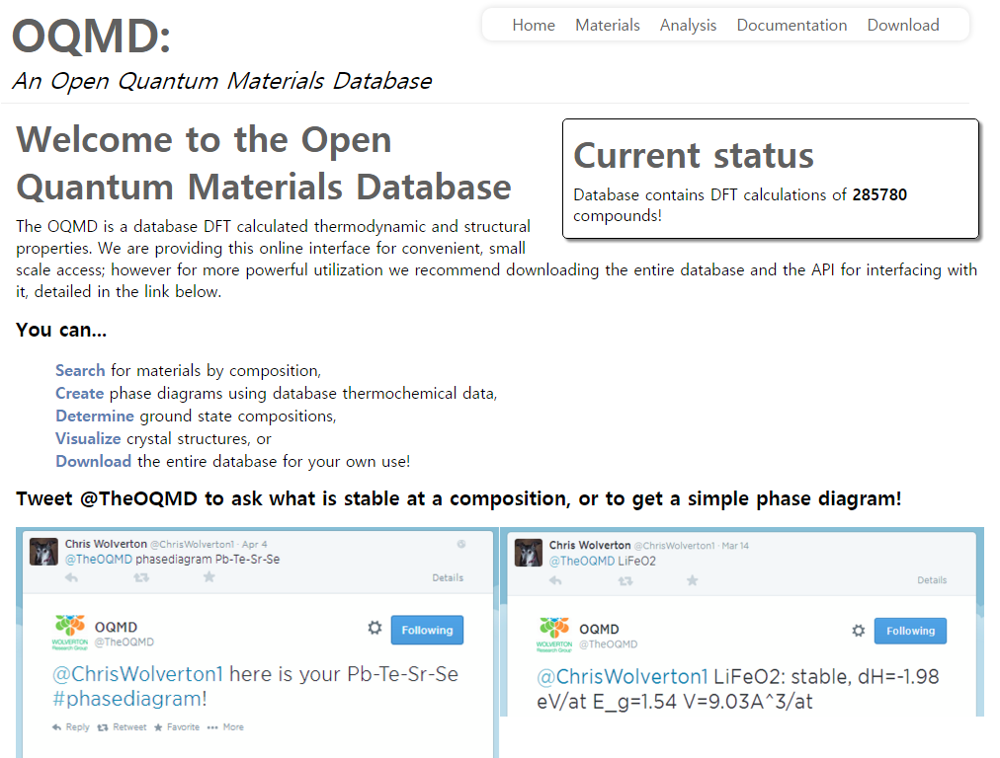 OQMD:
An Open Quantum Materials Database
Home Materials Analysis Documentation Download
Welcome to the Open
Quantum Materials Database
Current status
Database contains DFT calculations of 285780
compounds!
The OQMD is a database DFT calculated thermodynamic and structural
properties. We are providing this online interface for convenient, small
scale access; however for more powerful utilization we recommend downloading the entire database and the API for interfacing with
it, detailed in the link below.
You can...
Search for materials by composition,
Create phase diagrams using database thermochemical data,
Determine ground state compositions,
Visualize crystal structures, or
Download the entire database for your own use!
Tweet @TheOQMD to ask what is stable at a composition, or to get a simple phase diagram!
Chris Wolverton @ChrisWolverton1 · Apr 4
@TheOQMD phasediagram Pb-Te-Sr-Se
Details
OQMD
@TheOQMD
WOLVERTON
Research Group
Following
@ChrisWolverton1 here is your Pb-Te-Sr-Se
#phasediagram!
Reply Retweet Favorite ••• More
Chris Wolverton @ChrisWolverton1 · Mar 14
@TheOQMD LiFeO2
Details
OQMD
@TheOQMD
WOLVERTON
Research Group
Following
@ChrisWolverton1 LiFeO2: stable, dH=-1.98
eV/at E_g=1.54 V=9.03A^3/at